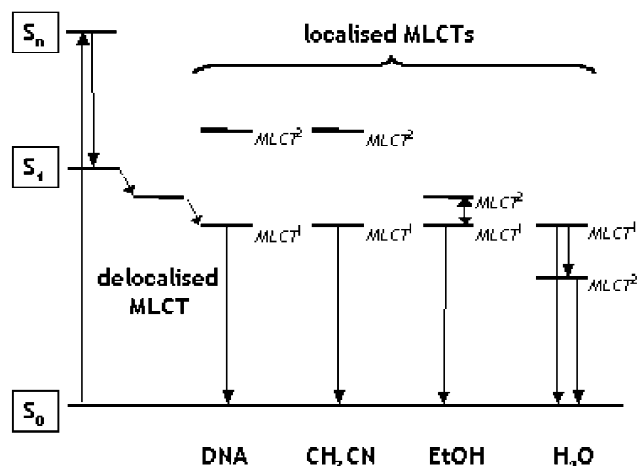 Sn
localised MLCTs
MLCT² MLCT²
S1
MLCT²
MLCT¹ MLCT¹ MLCT¹ MLCT¹
delocalised
MLCT
MLCT²
S0
DNA CH3CN EtOH H2O